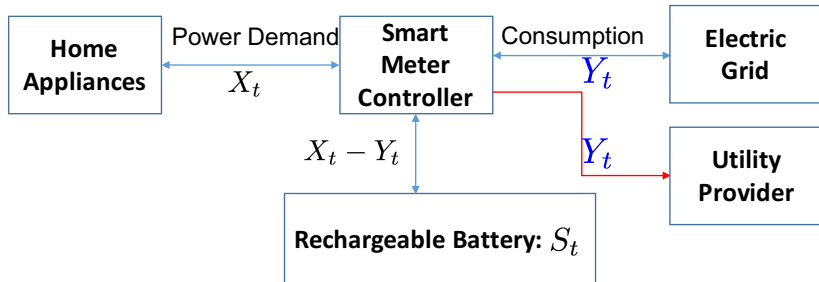 Home
Appliances
Power Demand
X_t
Smart
Meter
Controller
Consumption
Y_t
Electric
Grid
X_t − Y_t
Y_t
Utility
Provider
Rechargeable Battery: S_t